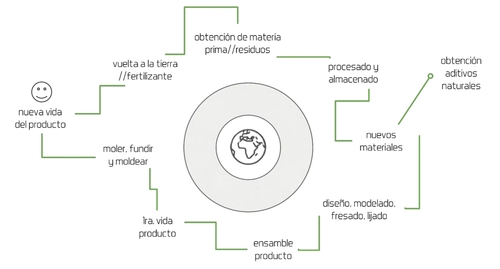 obtención de materia
prima//residuos
vuelta a la tierra
//fertilizante
procesado y
almacenado
obtención
aditivos
naturales
nueva vida
del producto
nuevos
materiales
moler, fundir
y moldear
diseño, modelado,
fresado, lijado
1ra. vida
producto
ensamble
producto